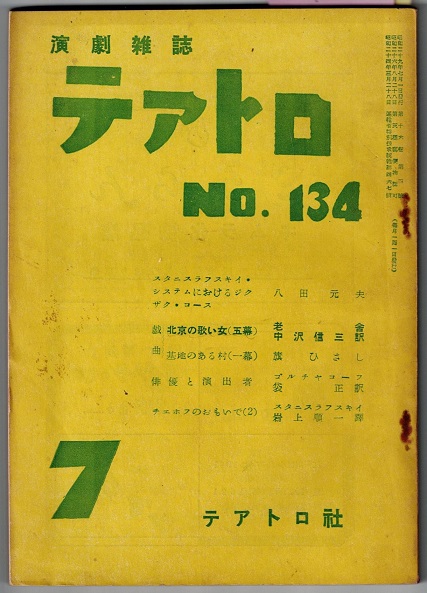 演劇雑誌
テアトロ
No. 134
スタニスラフスキイ・
システムにおけるジク
ザク・コース
八田元夫
戯曲
北京の歌い女(五幕)
老舎
中沢信三訳
基地のある村(一幕)
旗ひさし
俳優と演出者
ゴルチャコーフ
袋正訳
チェホフのおもいで(2)
スタニスラフスキイ
岩上順一譯
7
テアトロ社